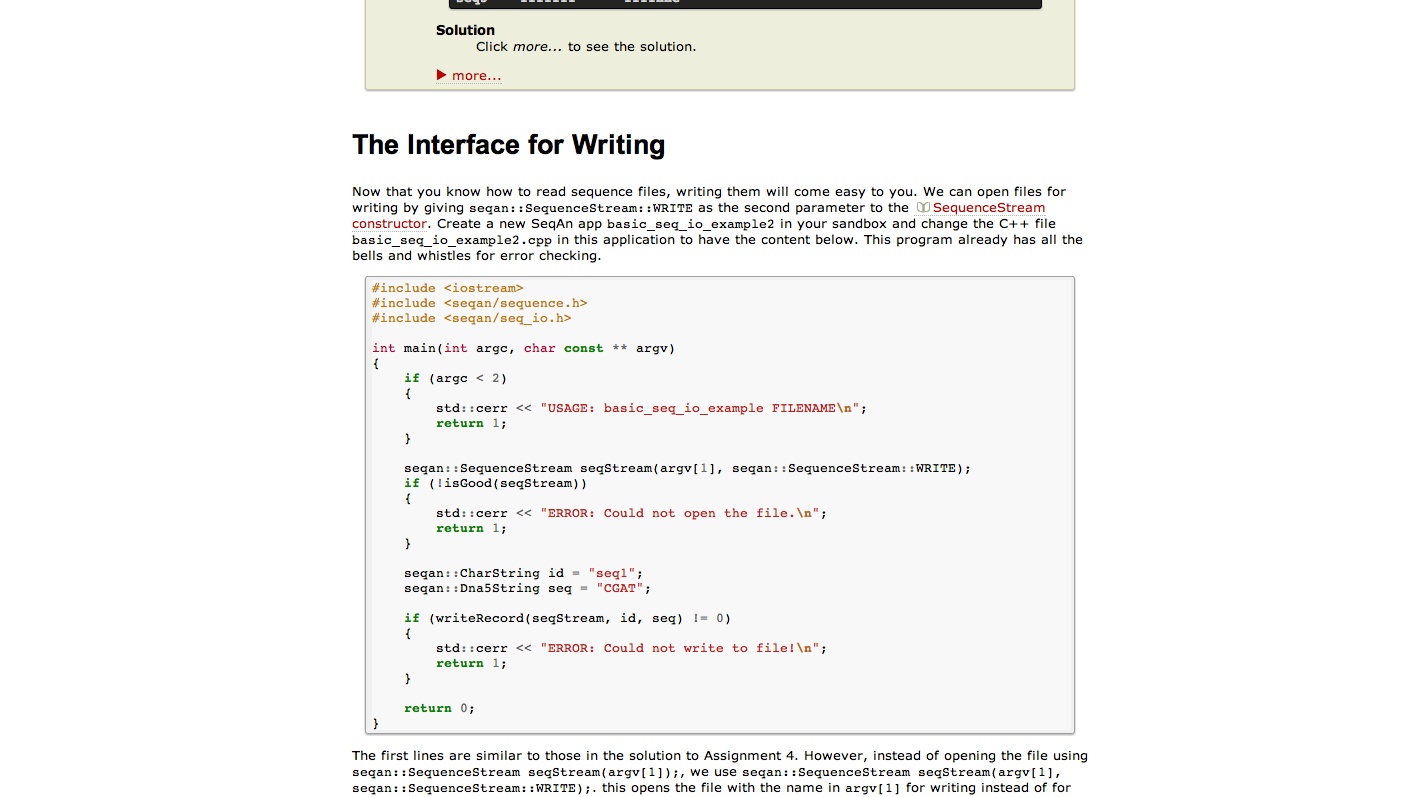 Solution
Click more... to see the solution.
more...
The Interface for Writing
Now that you know how to read sequence files, writing them will come easy to you. We can open files for
writing by giving seqan::SequenceStream::WRITE as the second parameter to the SequenceStream
constructor. Create a new SeqAn app basic_seq_io_example2 in your sandbox and change the C++ file
basic_seq_io_example2.cpp in this application to have the content below. This program already has all the
bells and whistles for error checking.
#include <iostream>
#include <seqan/sequence.h>
#include <seqan/seq_io.h>
int main(int argc, char const ** argv)
{
if (argc < 2)
{
std::cerr << "USAGE: basic_seq_io_example FILENAME\n";
return 1;
}
seqan::SequenceStream seqStream(argv[1], seqan::SequenceStream::WRITE);
if (!isGood(seqStream))
{
std::cerr << "ERROR: Could not open the file.\n";
return 1;
}
seqan::CharString id = "seq1";
seqan::Dna5String seq = "CGAT";
if (writeRecord(seqStream, id, seq) != 0)
{
std::cerr << "ERROR: Could not write to file!\n";
return 1;
}
return 0;
}
The first lines are similar to those in the solution to Assignment 4. However, instead of opening the file using
seqan::SequenceStream seqStream(argv[1]);, we use seqan::SequenceStream seqStream(argv[1],
seqan::SequenceStream::WRITE);. this opens the file with the name in argv[1] for writing instead of for